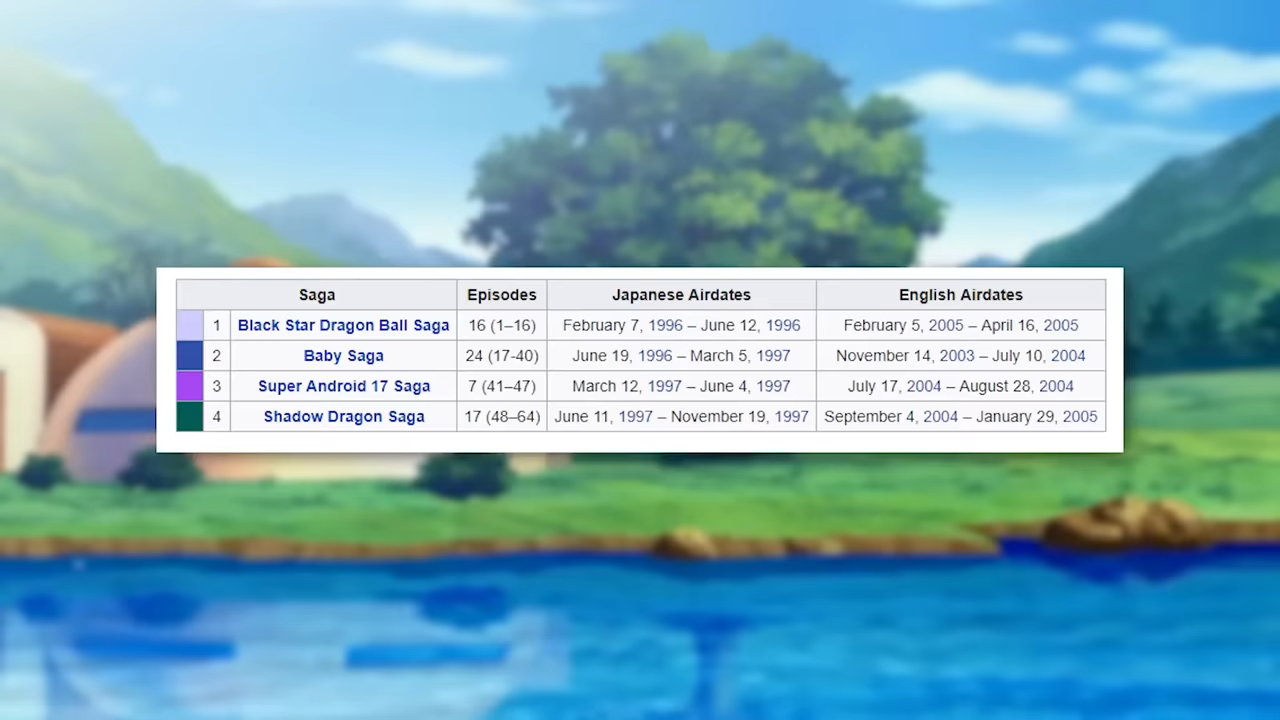 Saga Episodes Japanese Airdates English Airdates
1 Black Star Dragon Ball Saga 16 (1–16) February 7, 1996 – June 12, 1996 February 5, 2005 – April 16, 2005
2 Baby Saga 24 (17-40) June 19, 1996 – March 5, 1997 November 14, 2003 – July 10, 2004
3 Super Android 17 Saga 7 (41–47) March 12, 1997 – June 4, 1997 July 17, 2004 – August 28, 2004
4 Shadow Dragon Saga 17 (48–64) June 11, 1997 – November 19, 1997 September 4, 2004 – January 29, 2005